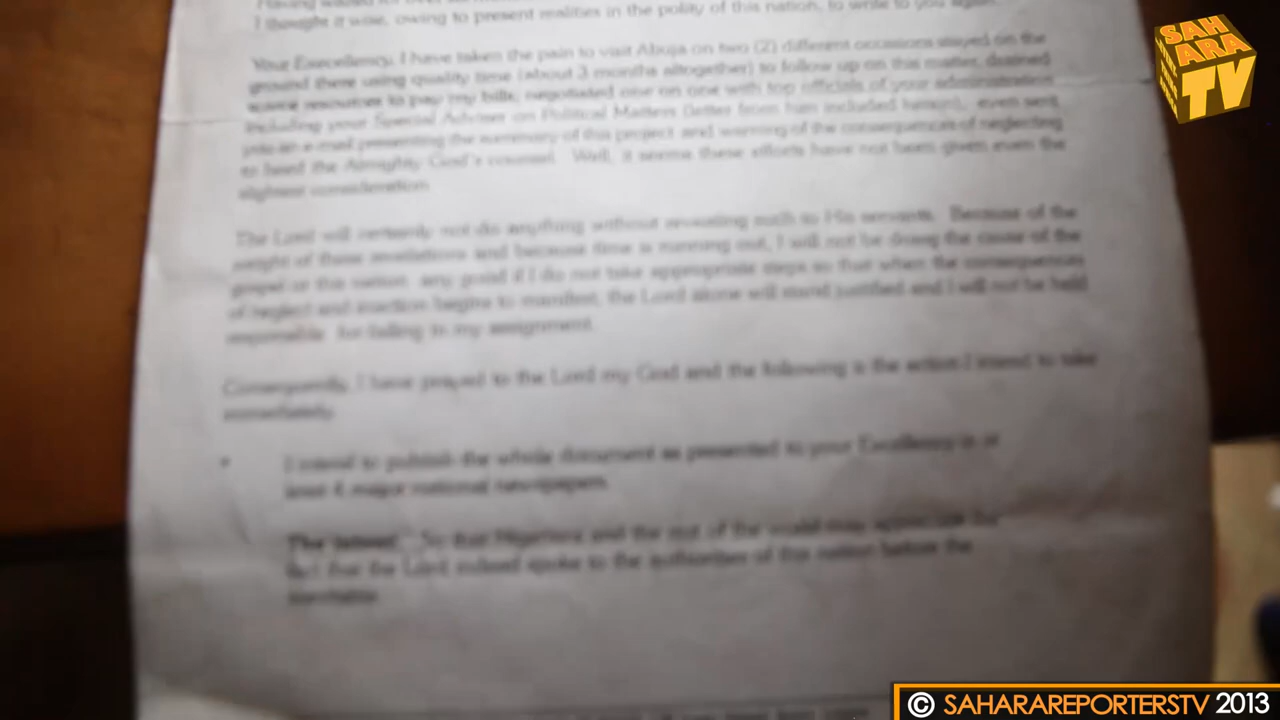 I thought it wise, owing to present realities in the polity of this nation, to write to you again.
Your Execellency, I have taken the pain to visit Abuja on two (2) different occasions stayed on the
ground there using quality time (about 3 months altogether) to follow up on this matter, drained
scarce resources to pay my bills, negotiated one on one with top officials of your administration
including your Special Adviser on Political Matters (letter from him included herein), even sent
you an e-mail presenting the summary of this project and warning of the consequences of neglecting
to heed the Almighty God's counsel. Well, it seems these efforts have not been given even the
slightest consideration.
The Lord will certainly not do anything without revealing such to His servants. Because of the
weight of these revelations and because time is running out, I will not be doing the cause of the
gospel or this nation any good if I do not take appropriate steps so that when the consequences
of neglect and inaction begins to manifest, the Lord alone will stand justified and I will not be held
responsible for failing in my assignment.
Consequently, I have prayed to the Lord my God and the following is the action I intend to take
immediately.
• I intend to publish the whole document as presented to your Excellency in at
least 4 major national newspapers.
The intent: So that Nigerians and the rest of the world may appreciate the
fact that the Lord indeed spoke to the authorities of this nation before the
SAH
ARA
TV
© SAHARAREPORTERSTV 2013